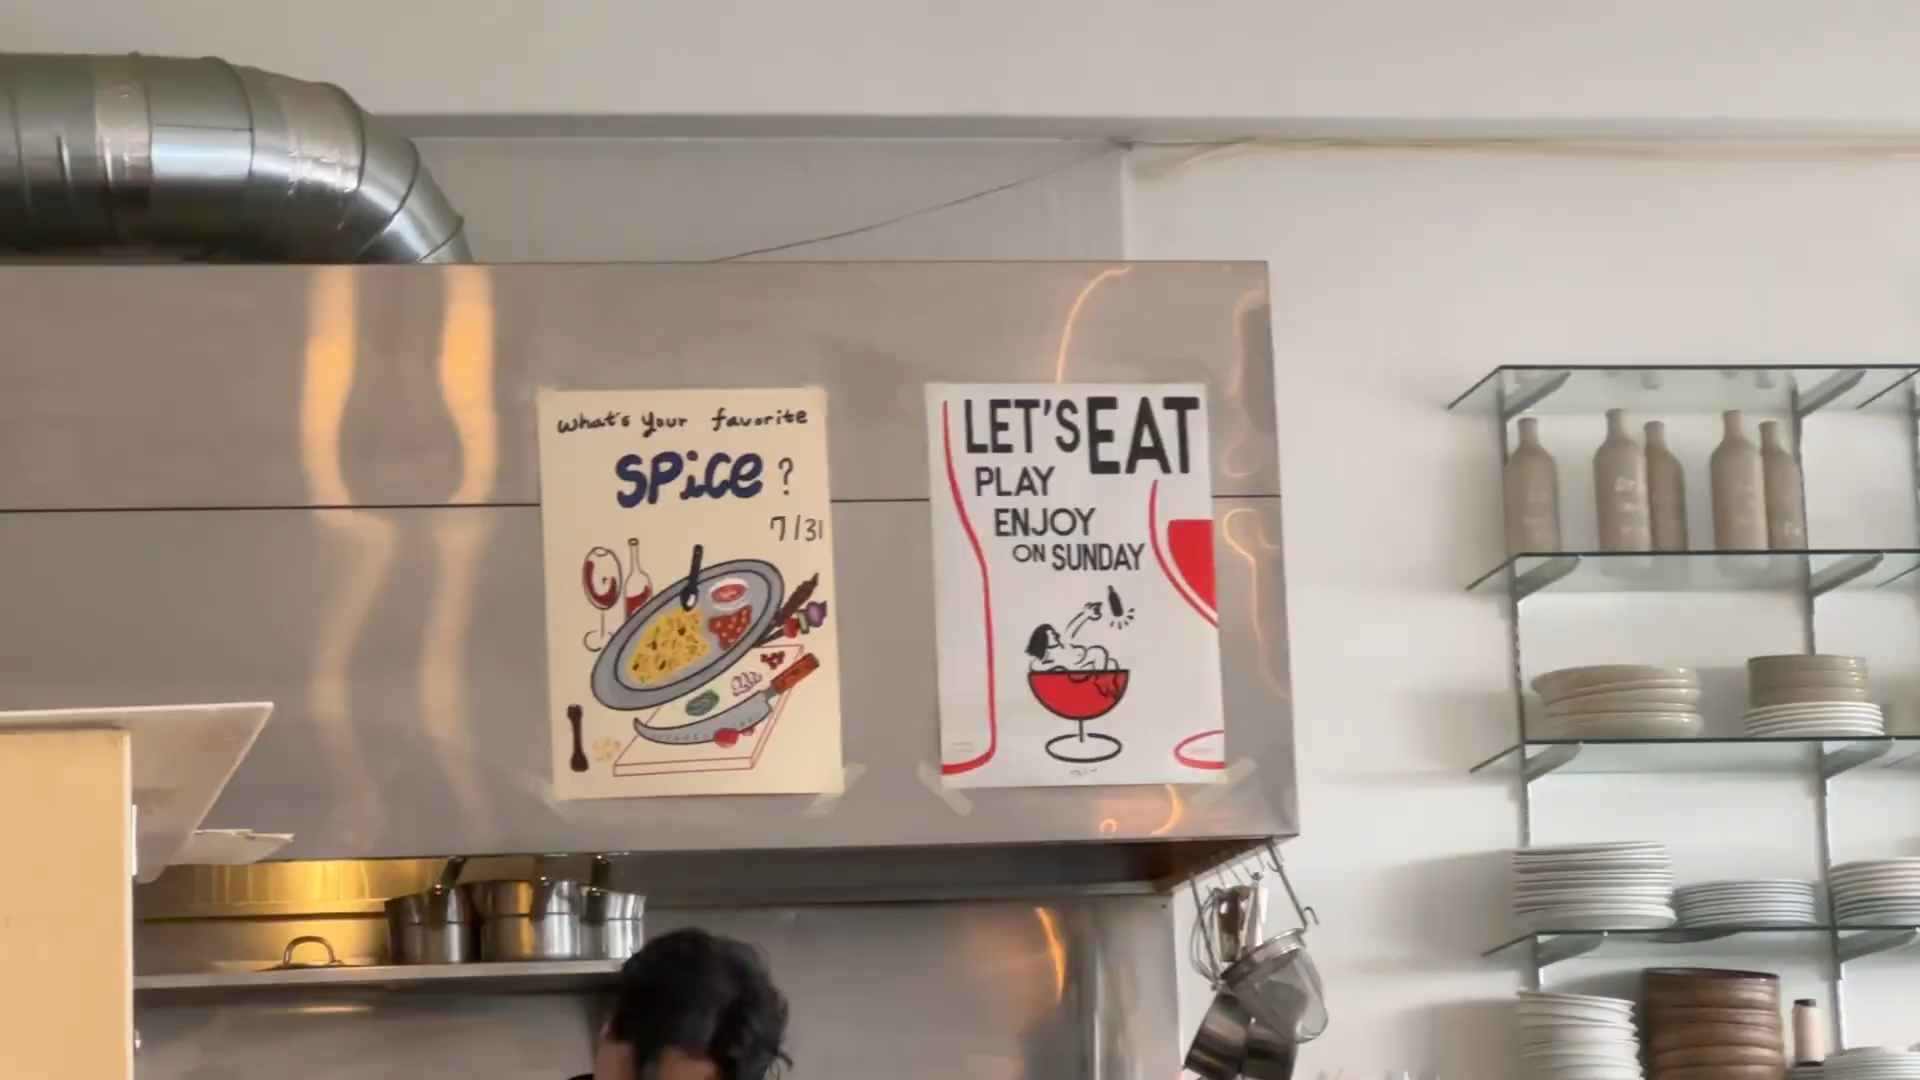 what's your favorite
SPiCe?
7/31
LET'S EAT
PLAY
ENJOY
ON SUNDAY